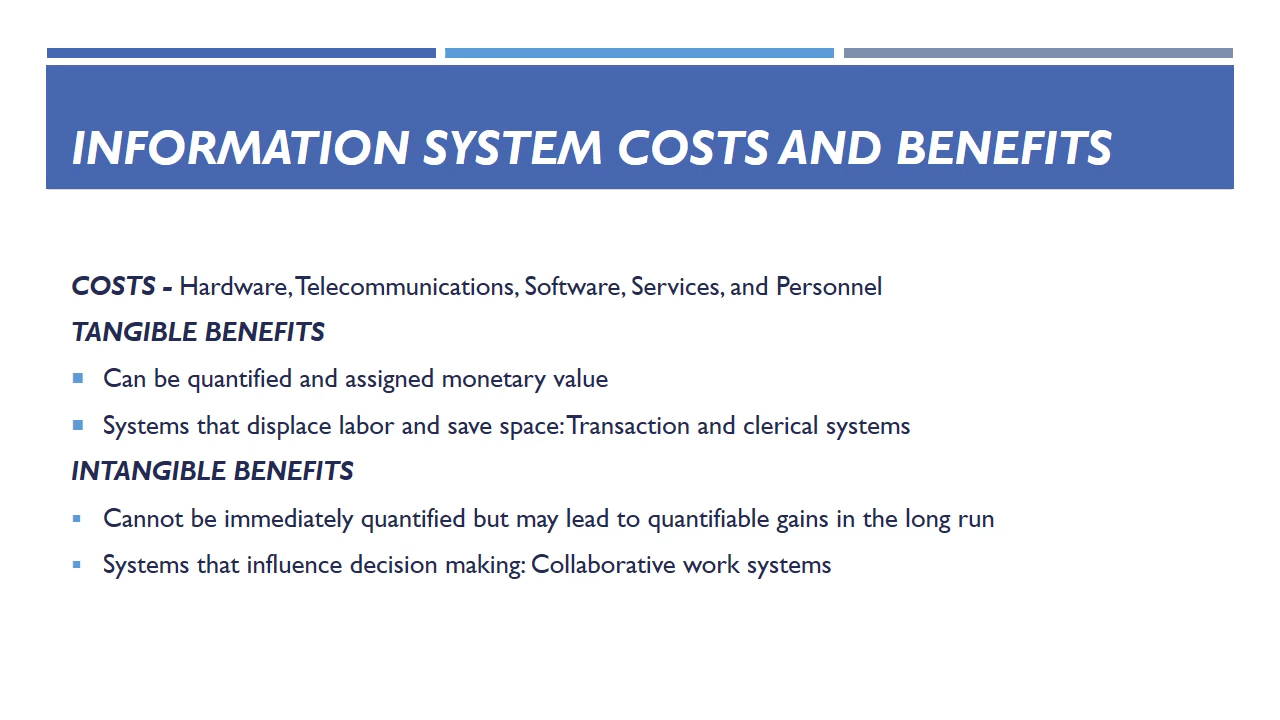 INFORMATION SYSTEM COSTS AND BENEFITS
COSTS - Hardware, Telecommunications, Software, Services, and Personnel
TANGIBLE BENEFITS
Can be quantified and assigned monetary value
Systems that displace labor and save space: Transaction and clerical systems
INTANGIBLE BENEFITS
Cannot be immediately quantified but may lead to quantifiable gains in the long run
Systems that influence decision making: Collaborative work systems